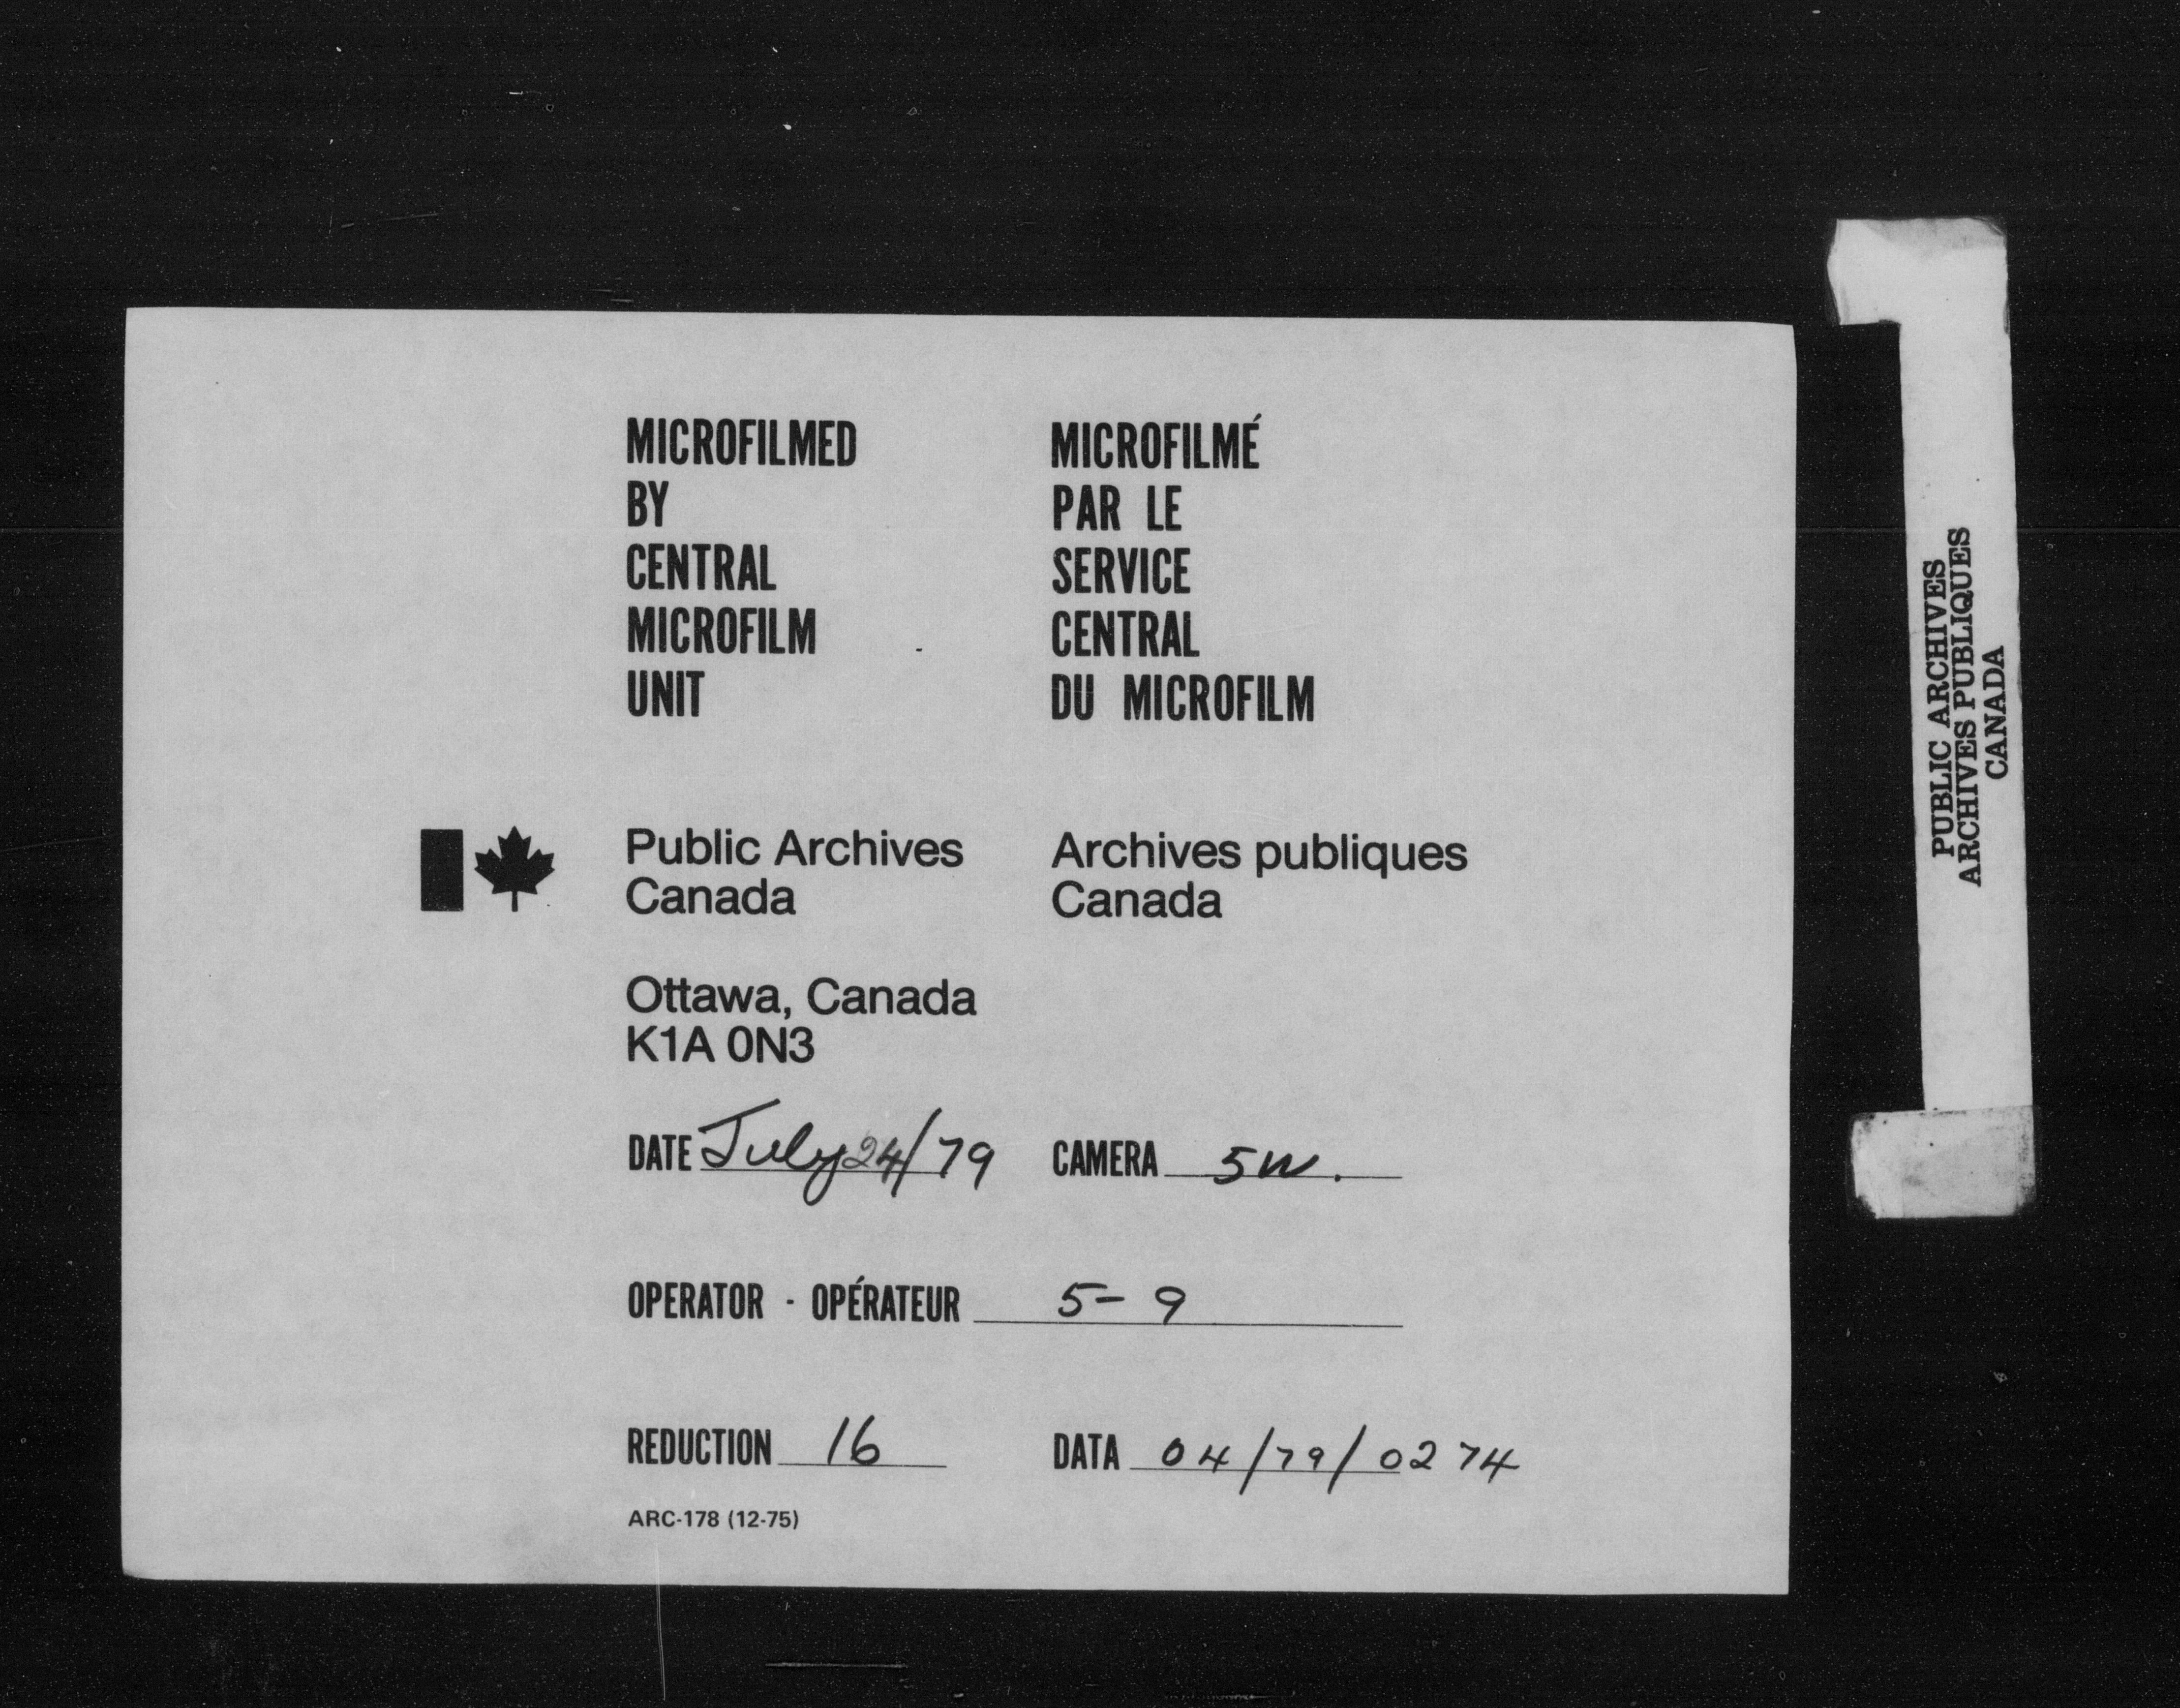 MICROFILMED
BY
CENTRAL
MICROFILM
UNIT
MICROFILMÉ
PAR LE
SERVICE
CENTRAL
DU MICROFILM
Public Archives
Canada
Archives publiques
Canada
Ottawa, Canada
K1A 0N3
DATE July 24/79 CAMERA 5W.
OPERATOR - OPÉRATEUR 5-9
REDUCTION 16 DATA 04/79/0274
ARC-178 (12-75)
PUBLIC ARCHIVES
ARCHIVES PUBLIQUES
CANADA